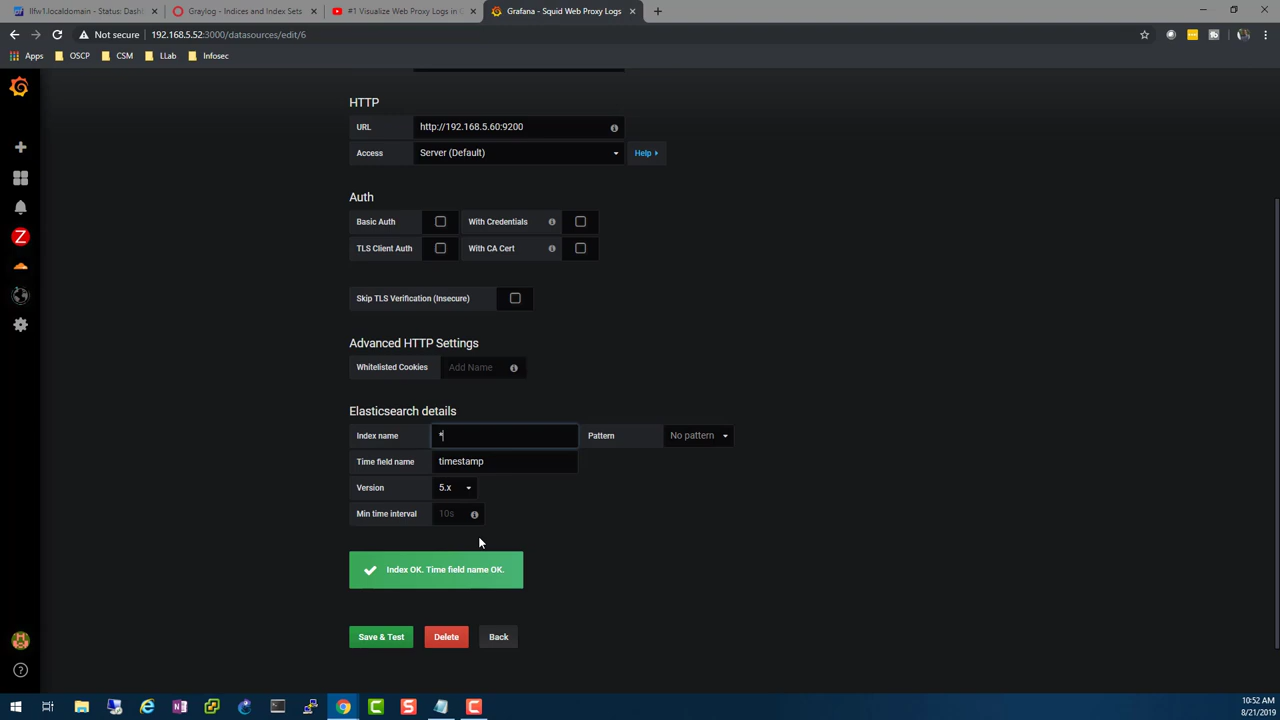 llfw1.localdomain - Status: Dash
Graylog - Indices and Index Sets
#1 Visualize Web Proxy Logs in
Grafana - Squid Web Proxy Logs
Not secure 192.168.5.52:3000/datasources/edit/6
Apps OSCP CSM LLab Infosec
HTTP
URL http://192.168.5.60:9200
Access Server (Default) Help
Auth
Basic Auth With Credentials
TLS Client Auth With CA Cert
Skip TLS Verification (Insecure)
Advanced HTTP Settings
Whitelisted Cookies Add Name
Elasticsearch details
Index name * Pattern No pattern
Time field name timestamp
Version 5.x
Min time interval 10s
Index OK. Time field name OK.
Save & Test Delete Back
10:52 AM
8/21/2019